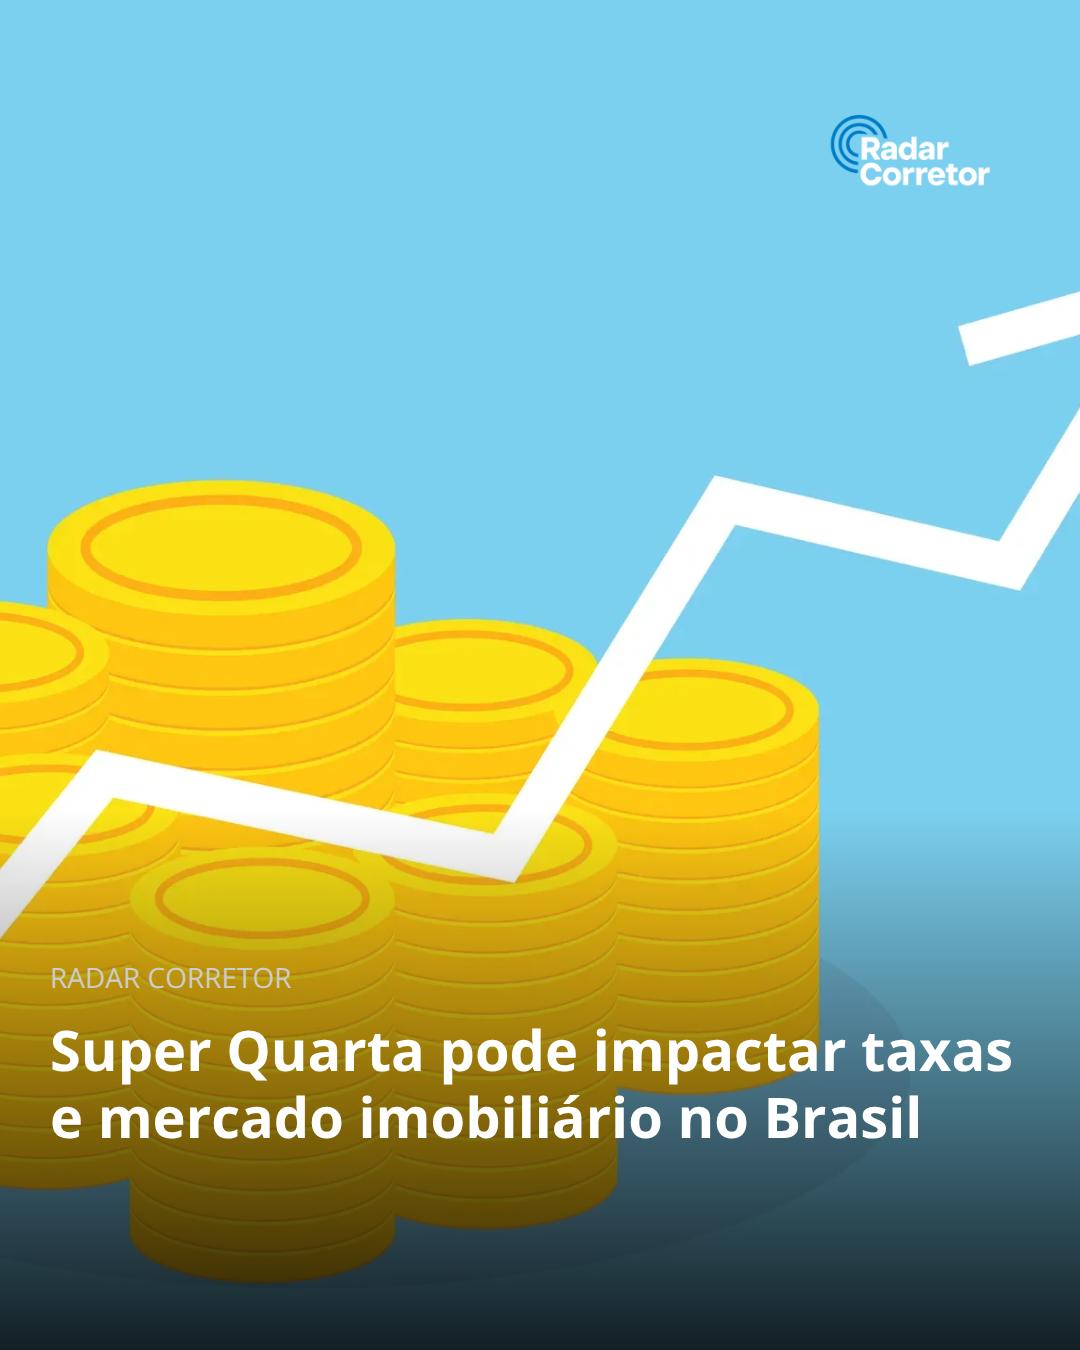 Radar
Corretor
RADAR CORRETOR
Super Quarta pode impactar taxas
e mercado imobiliário no Brasil